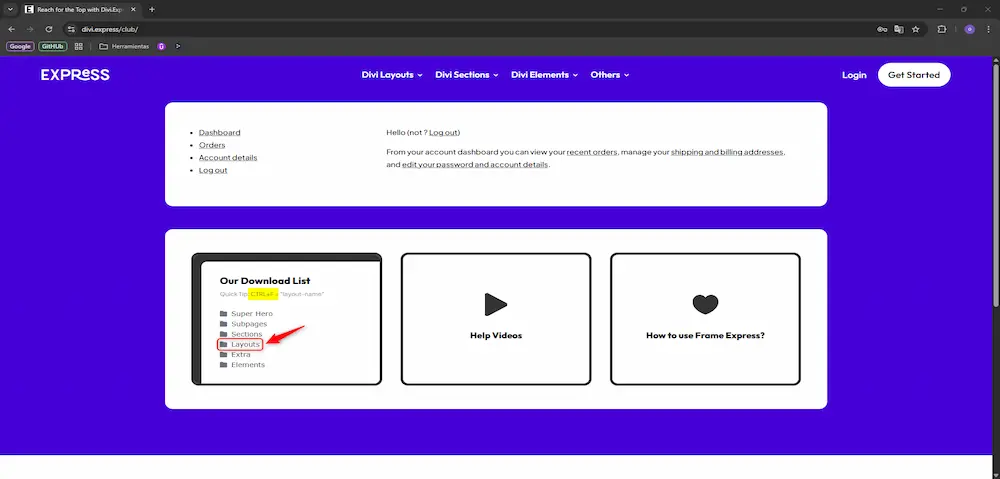 Reach for the Top with Divi.Expr
divi.express/club/
Google
GitHUb
Herramientas
G
EXPRESS
Divi Layouts
Divi Sections
Divi Elements
Others
Login
Get Started
Dashboard
Orders
Account details
Log out
Hello (not ? Log out)
From your account dashboard you can view your recent orders, manage your shipping and billing addresses,
and edit your password and account details.
Our Download List
Quick Tip: CTRL+F > "layout-name"
Super Hero
Subpages
Sections
Layouts
Extra
Elements
Help Videos
How to use Frame Express?